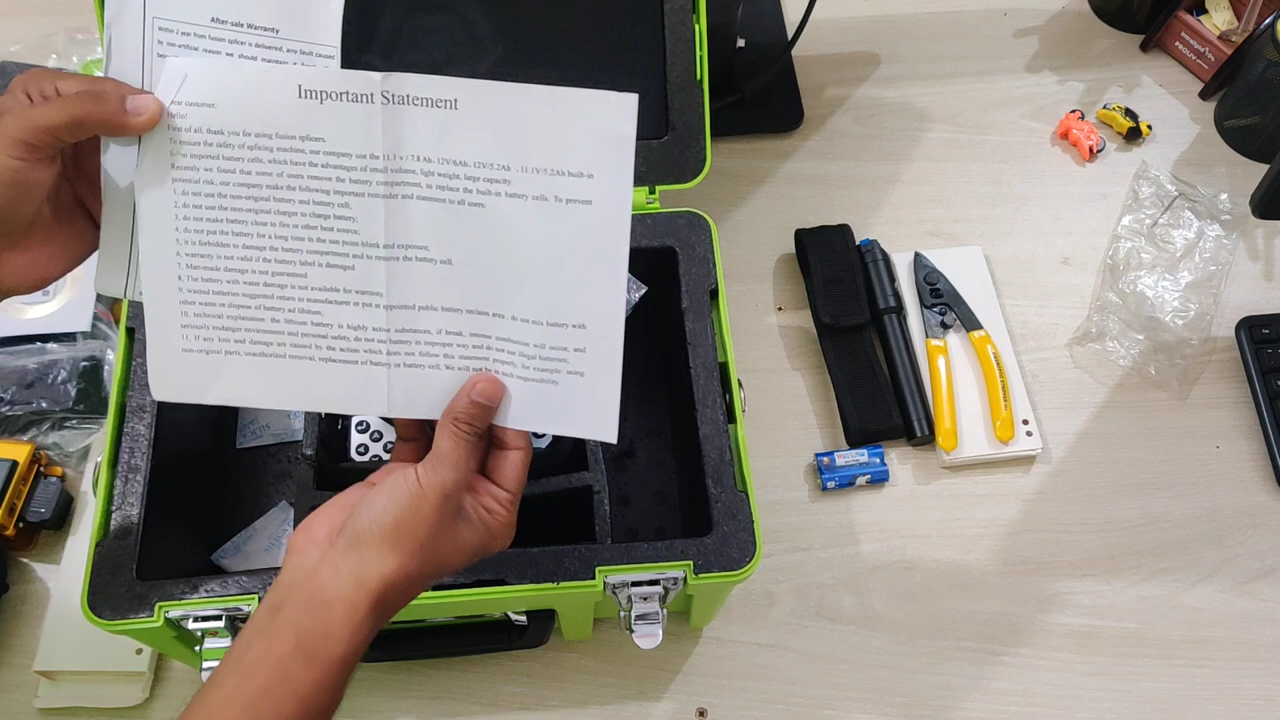 After-sale Warranty
Within 2 year from fusion splicer is delivered, any fault caused
by non-artificial reason we should maintain it
Important Statement
Dear customer,
Hello!
First of all, thank you for using fusion splicers.
To ensure the safety of splicing machine, our company use the 11.1 v / 7.8 Ah、12V/6Ah、12V/5.2Ah 、11.1V/5.2Ah built-in
imported battery cells, which have the advantages of small volume, light weight, large capacity.
Recently we found that some of users remove the battery compartment, to replace the built-in battery cells. To prevent
potential risk, our company make the following important reminder and statement to all users:
1, do not use the non-original battery and battery cell;
2, do not use the non-original charger to charge battery;
3, do not make battery close to fire or other heat source;
4, do not put the battery for a long time in the sun point-blank and exposure;
5, it is forbidden to damage the battery compartment and to remove the battery cell.
6, warranty is not valid if the battery label is damaged
7, Man-made damage is not guaranteed
8, The battery with water damage is not available for warranty.
9, wasted batteries suggested return to manufacturer or put at appointed public battery reclaim area . do not mix battery with
other waste or dispose of battery ad libitum;
10, technical explanation: the lithium battery is highly active substances, if break, intense combustion will occur, and
seriously endanger environment and personal safety, do not use battery in improper way and do not use illegal batteries;
11, If any loss and damage are caused by the action which does not follow this statement properly, for example: using
non-original parts, unauthorized removal, replacement of battery or battery cell, We will not be in such responsibility.
Intralipid 10%